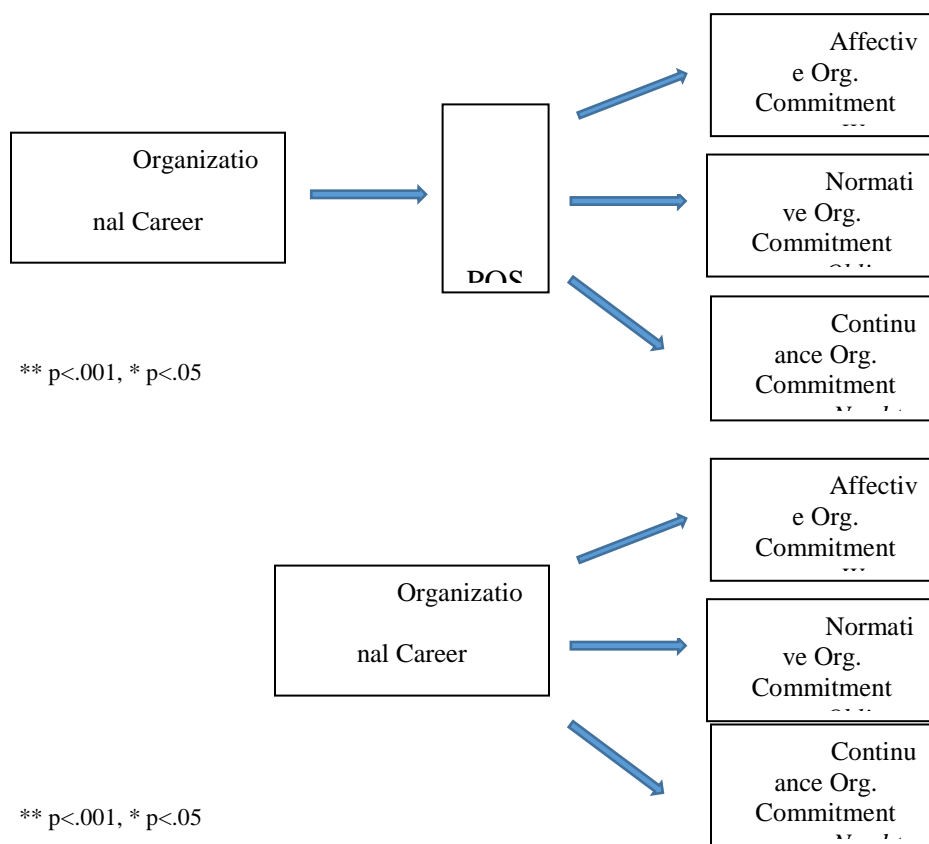 Affectiv
e Org.
Commitment
Organizatio
nal Career
POS
Normati
ve Org.
Commitment
Continu
ance Org.
Commitment
** p<.001, * p<.05
Affectiv
e Org.
Commitment
Organizatio
nal Career
Normati
ve Org.
Commitment
Continu
ance Org.
Commitment
** p<.001, * p<.05